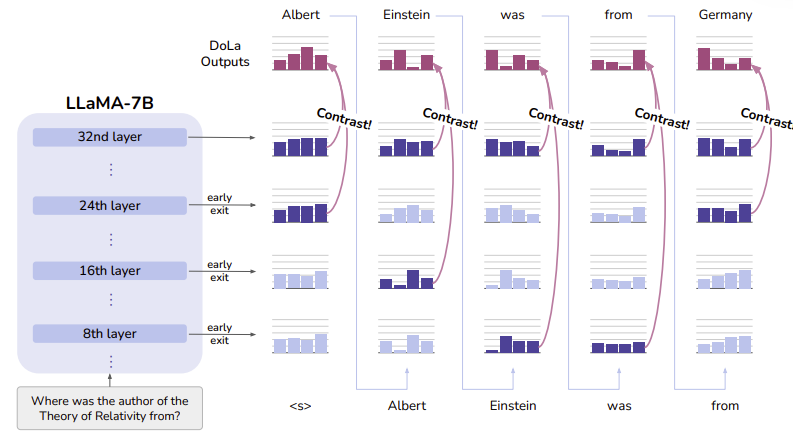 Albert Einstein was from Germany
DoLa
Outputs
LLaMA-7B
Contrast! Contrast! Contrast! Contrast! Contrast!
32nd layer
24th layer
early
exit
16th layer
early
exit
8th layer
early
exit
Where was the author of the
Theory of Relativity from?
<s> Albert Einstein was from